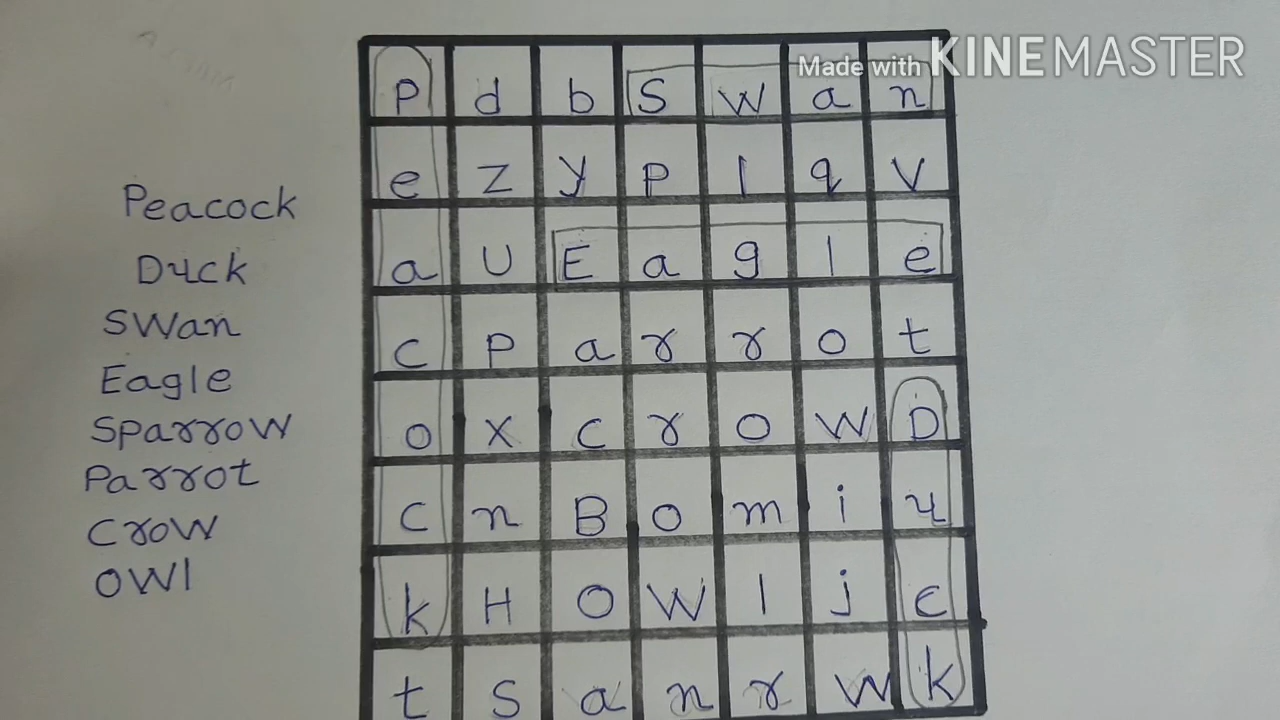 Made with KINEMASTER
P d b S W a n
e z y p l q v
Peacock
a U E a g l e
Duck
Swan
c p a r r o t
Eagle
Sparrow
o x c r o w D
Parrot
Crow
c n B o m i u
Owl
k H O W l j c
t s a n r w k